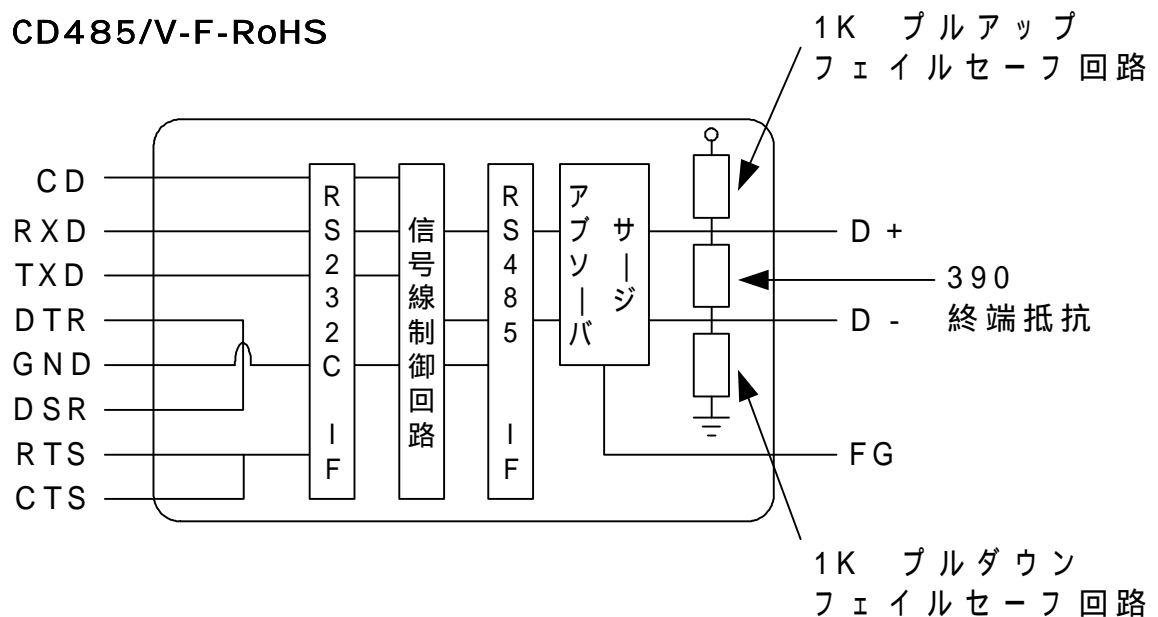 CD485/V-F-RoHS
1K プルアップ
フェイルセーフ回路
CD
RXD
TXD
DTR
GND
DSR
RTS
CTS
RS232C IF
信号線制御回路
RS485 IF
サージ
アブソーバ
D+
390
終端抵抗
D-
FG
1K プルダウン
フェイルセーフ回路